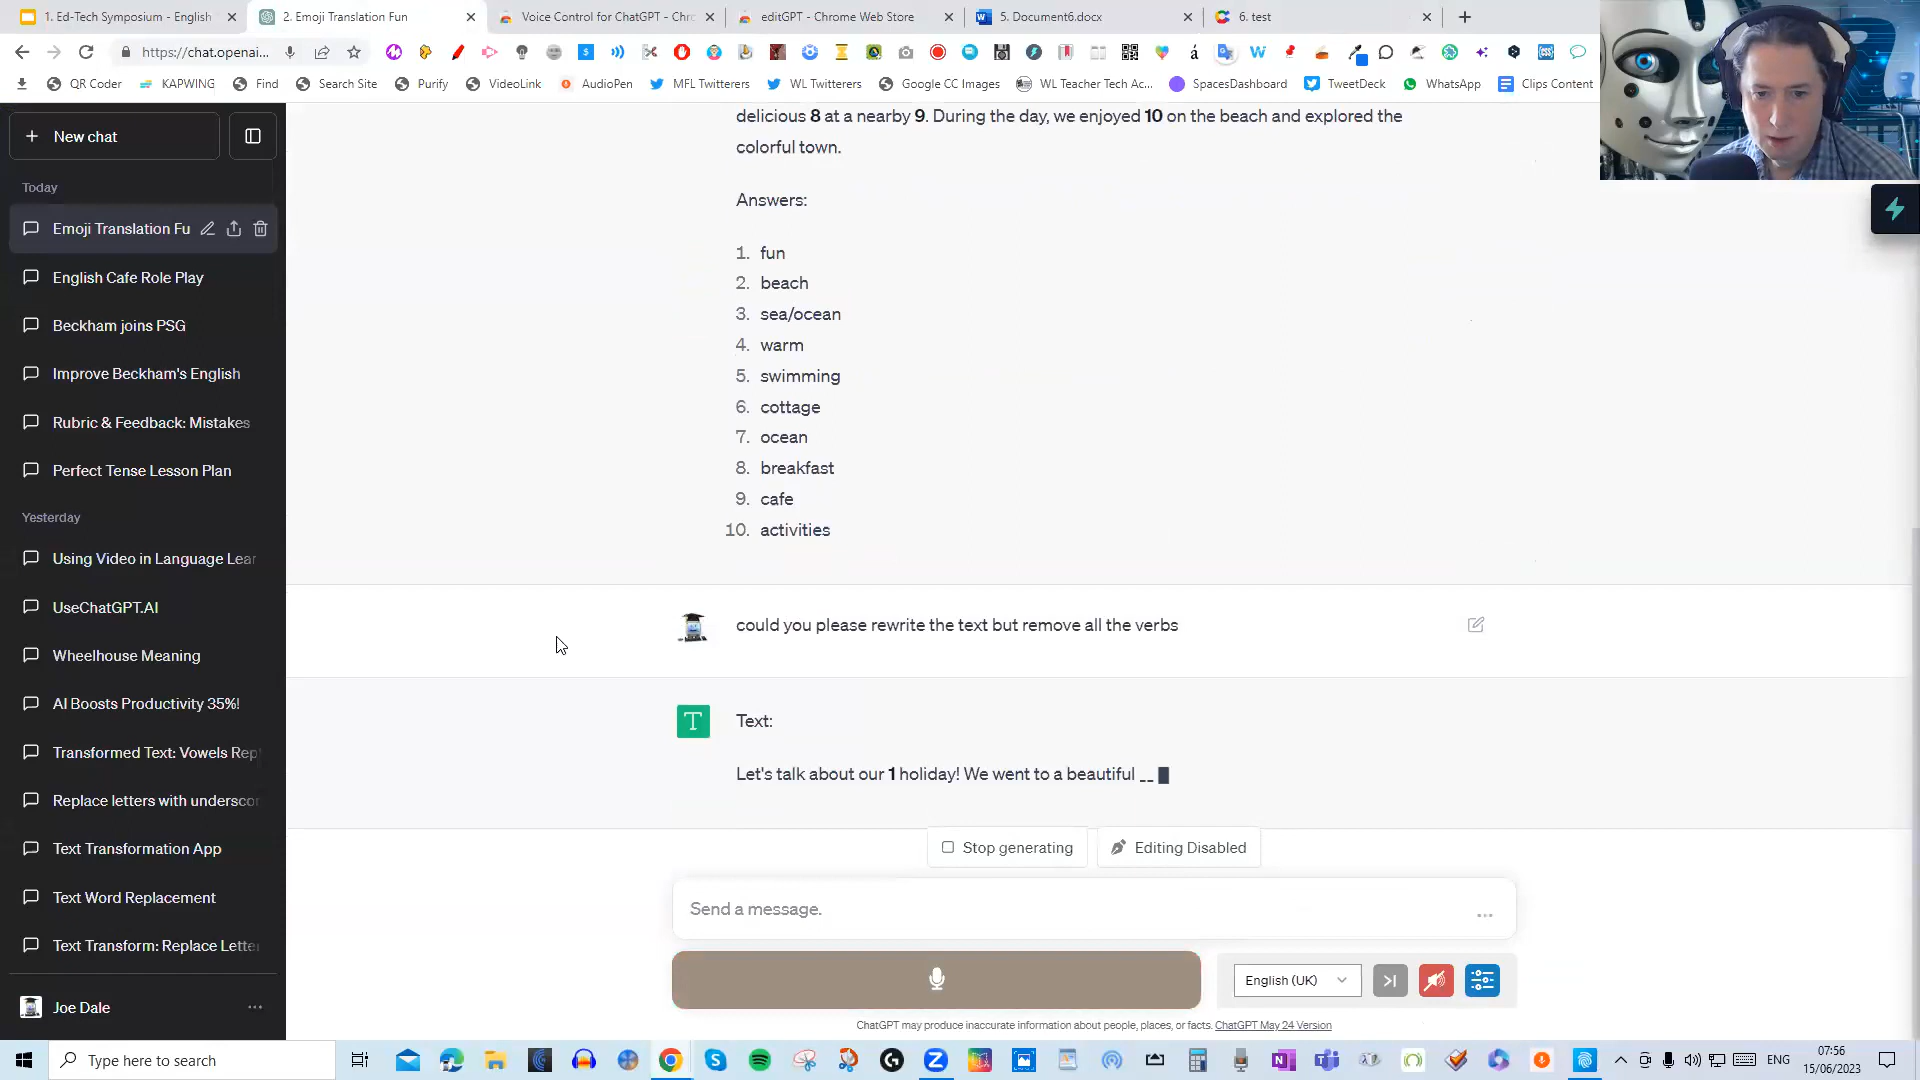 1. Ed-Tech Symposium - English
2. Emoji Translation Fun
Voice Control for ChatGPT - Chro
editGPT - Chrome Web Store
5. Document6.docx
6. test
https://chat.openai...
QR Coder
KAPWING
Find
Search Site
Purify
VideoLink
AudioPen
MFL Twitterers
WL Twitterers
Google CC Images
WL Teacher Tech Ac...
SpacesDashboard
TweetDeck
WhatsApp
Clips Content
New chat
Today
Emoji Translation Fu
English Cafe Role Play
Beckham joins PSG
Improve Beckham's English
Rubric & Feedback: Mistakes
Perfect Tense Lesson Plan
Yesterday
Using Video in Language Lear
UseChatGPT.AI
Wheelhouse Meaning
AI Boosts Productivity 35%!
Transformed Text: Vowels Rep
Replace letters with underscor
Text Transformation App
Text Word Replacement
Text Transform: Replace Lette
Joe Dale
delicious 8 at a nearby 9. During the day, we enjoyed 10 on the beach and explored the
colorful town.
Answers:
1. fun
2. beach
3. sea/ocean
4. warm
5. swimming
6. cottage
7. ocean
8. breakfast
9. cafe
10. activities
could you please rewrite the text but remove all the verbs
Text:
Let's talk about our 1 holiday! We went to a beautiful __
Stop generating
Editing Disabled
Send a message.
English (UK)
ChatGPT may produce inaccurate information about people, places, or facts. ChatGPT May 24 Version
Type here to search
ENG
07:56
15/06/2023